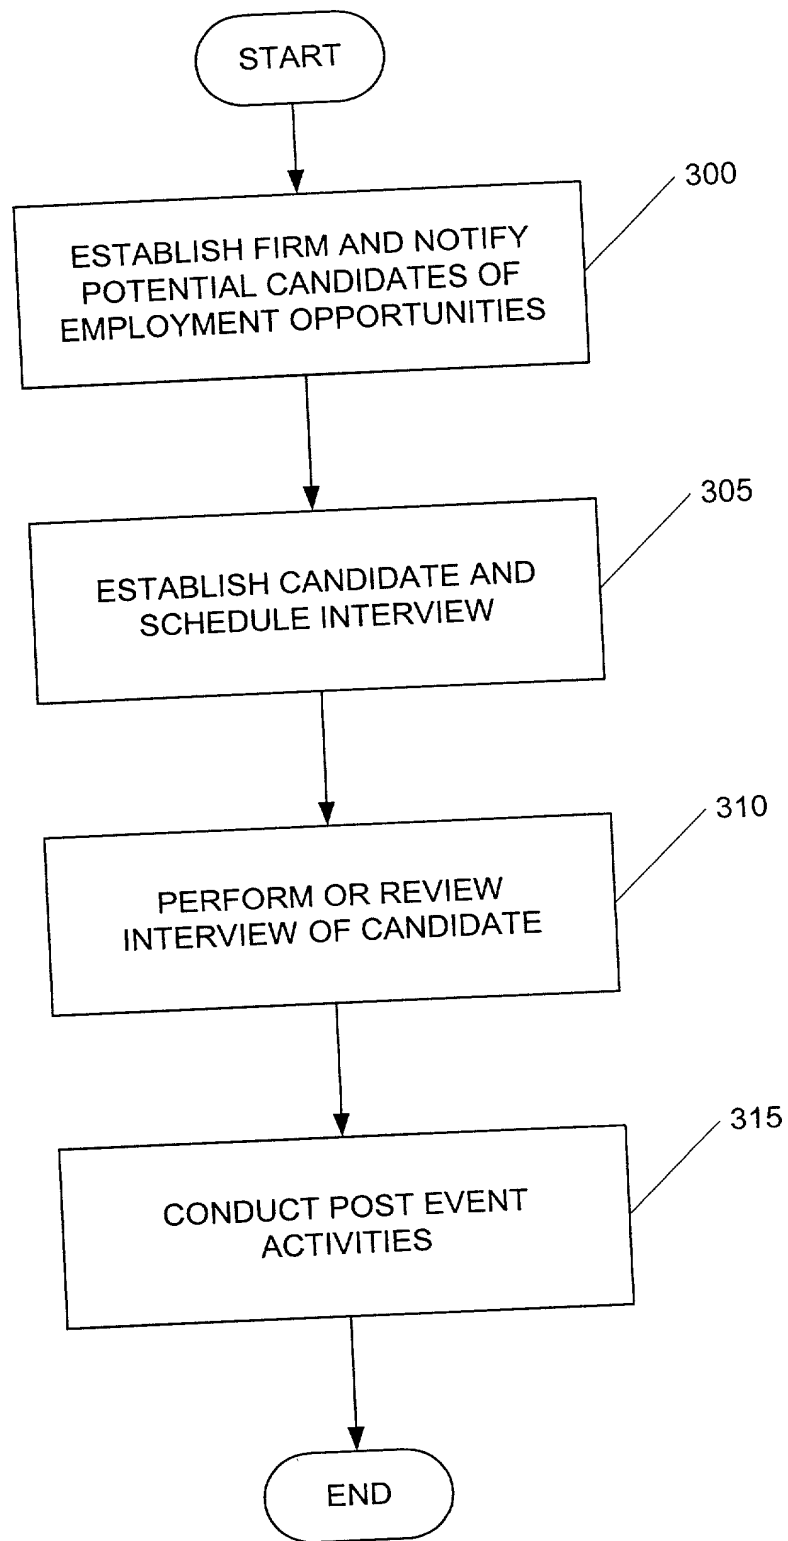 START
300
ESTABLISH FIRM AND NOTIFY
POTENTIAL CANDIDATES OF
EMPLOYMENT OPPORTUNITIES
305
ESTABLISH CANDIDATE AND
SCHEDULE INTERVIEW
310
PERFORM OR REVIEW
INTERVIEW OF CANDIDATE
315
CONDUCT POST EVENT
ACTIVITIES
END